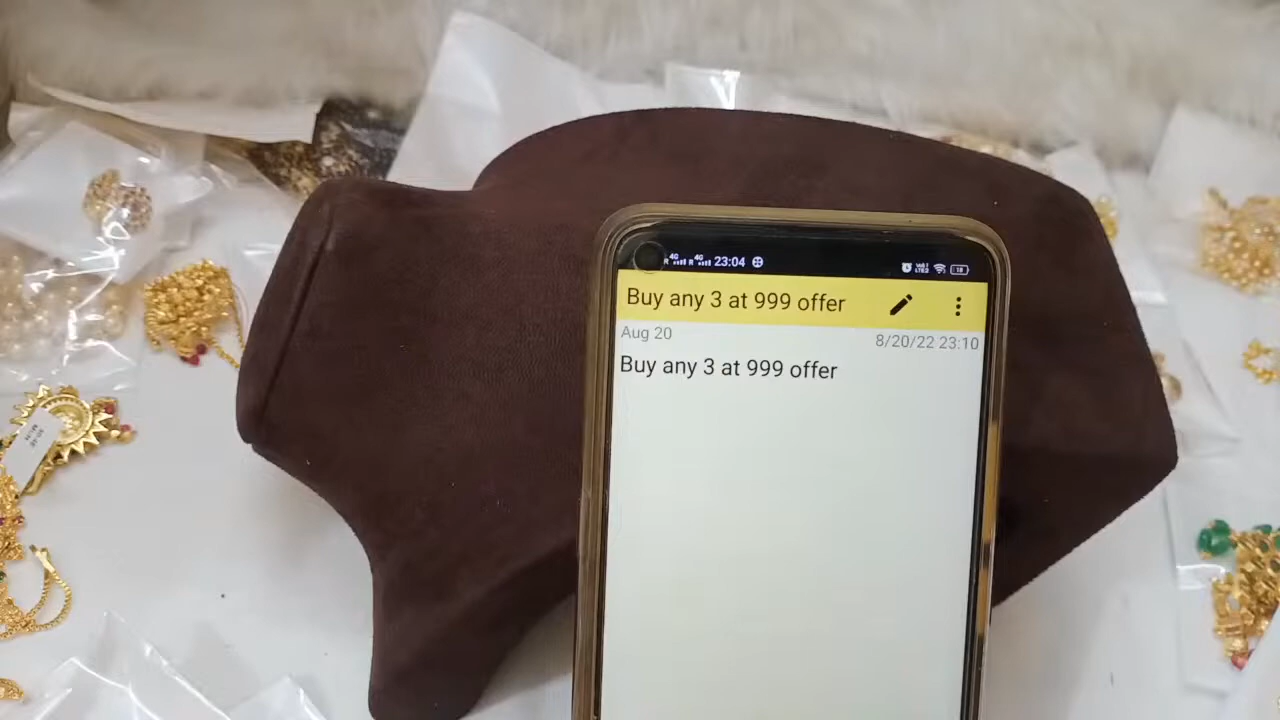 23:04
Buy any 3 at 999 offer
Aug 20
8/20/22 23:10
Buy any 3 at 999 offer